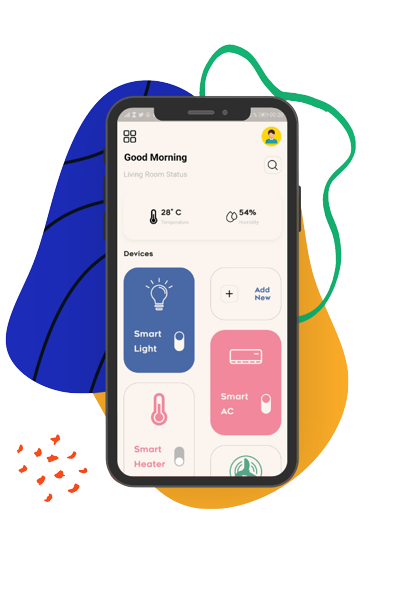 Good Morning
Living Room Status
28° C
Temperature
54%
Humidity
Devices
Add
New
Smart
Light
Smart
AC
Smart
Heater